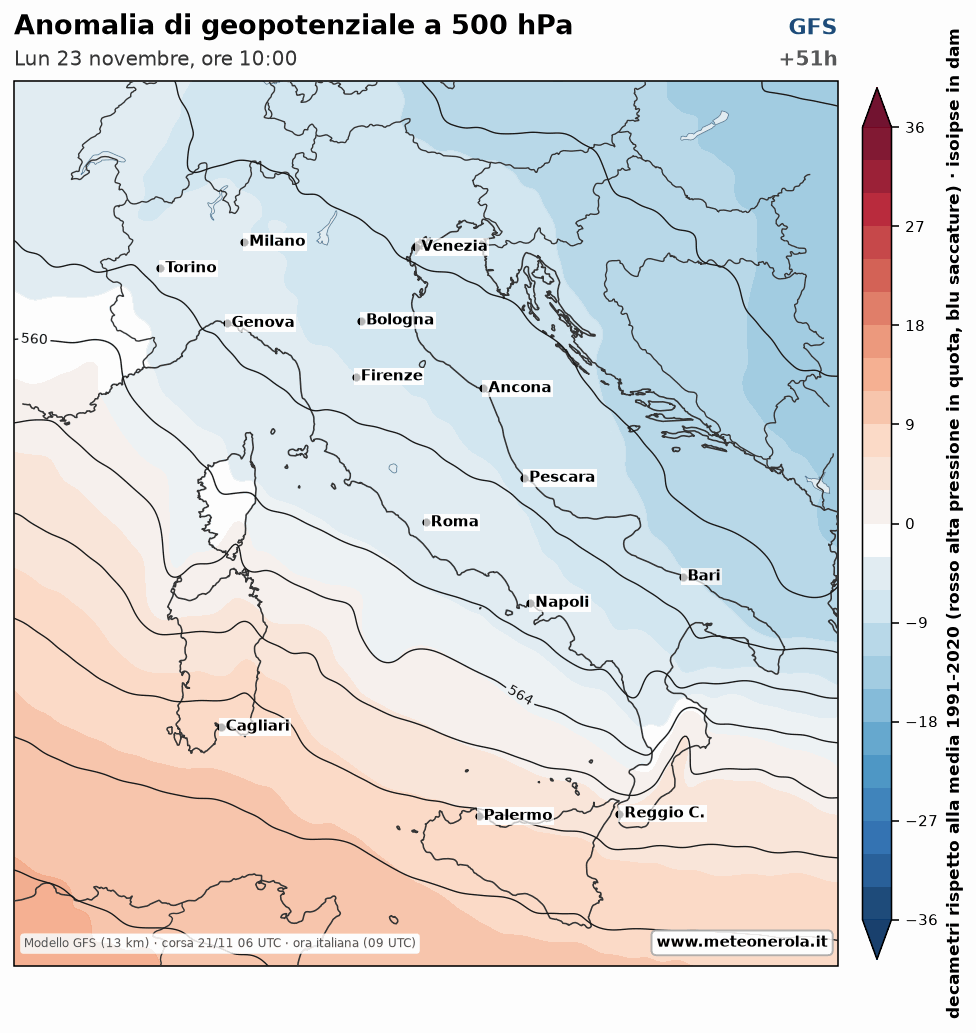 Anomalia di geopotenziale a 500 hPa
GFS
Lun 23 novembre, ore 10:00
+51h
Milano
Venezia
Torino
Genova
Bologna
560
Firenze
Ancona
Pescara
Roma
Bari
Napoli
564
Cagliari
Palermo
Reggio C.
Modello GFS (13 km) · corsa 21/11 06 UTC · ora italiana (09 UTC)
www.meteonerola.it
36
27
18
9
0
−9
−18
−27
−36
decametri rispetto alla media 1991-2020 (rosso alta pressione in quota, blu saccature) · isoipse in dam